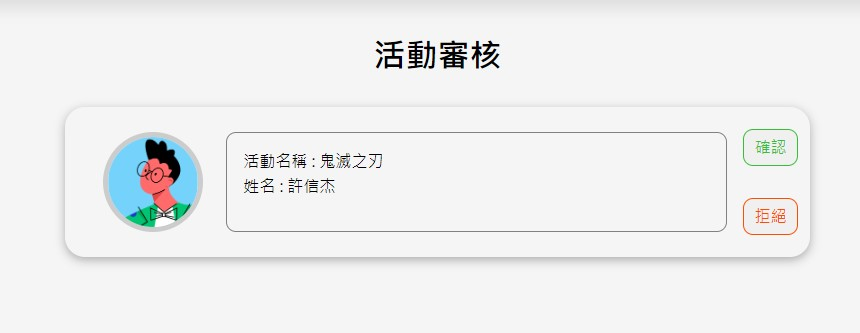 活動審核
活動名稱 : 鬼滅之刃
姓名 : 許信杰
確認
拒絕